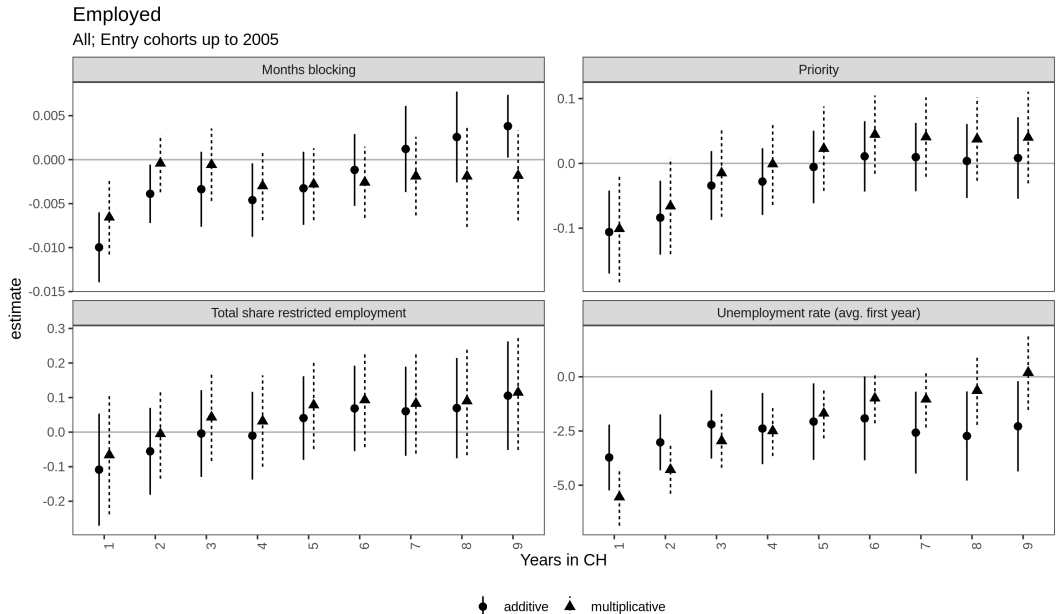 Employed
All; Entry cohorts up to 2005
Months blocking
Priority
0.005
0.000
-0.005
-0.010
-0.015
0.1
0.0
-0.1
estimate
Total share restricted employment
Unemployment rate (avg. first year)
0.3
0.2
0.1
0.0
-0.1
-0.2
0.0
-2.5
-5.0
1 2 3 4 5 6 7 8 9
1 2 3 4 5 6 7 8 9
Years in CH
additive multiplicative